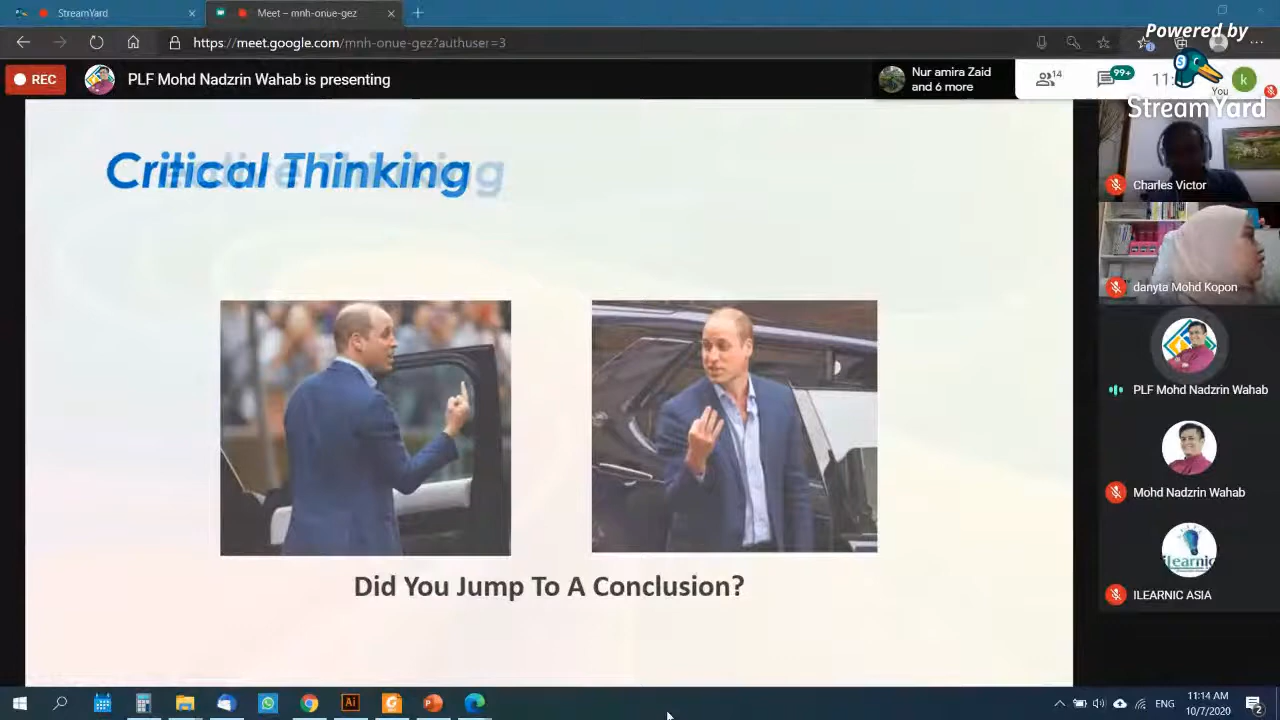 StreamYard
Meet – mnh-onue-gez
Powered by
https://meet.google.com/mnh-onue-gez?authuser=3
REC
PLF Mohd Nadzrin Wahab is presenting
Nur amira Zaid
and 6 more
14
99+
11:
You
k
StreamYard
Critical Thinking
Charles Victor
danyta Mohd Kopon
PLF Mohd Nadzrin Wahab
Mohd Nadzrin Wahab
ilearnic
ILEARNIC ASIA
Did You Jump To A Conclusion?
Ai
ENG
11:14 AM
10/7/2020
2